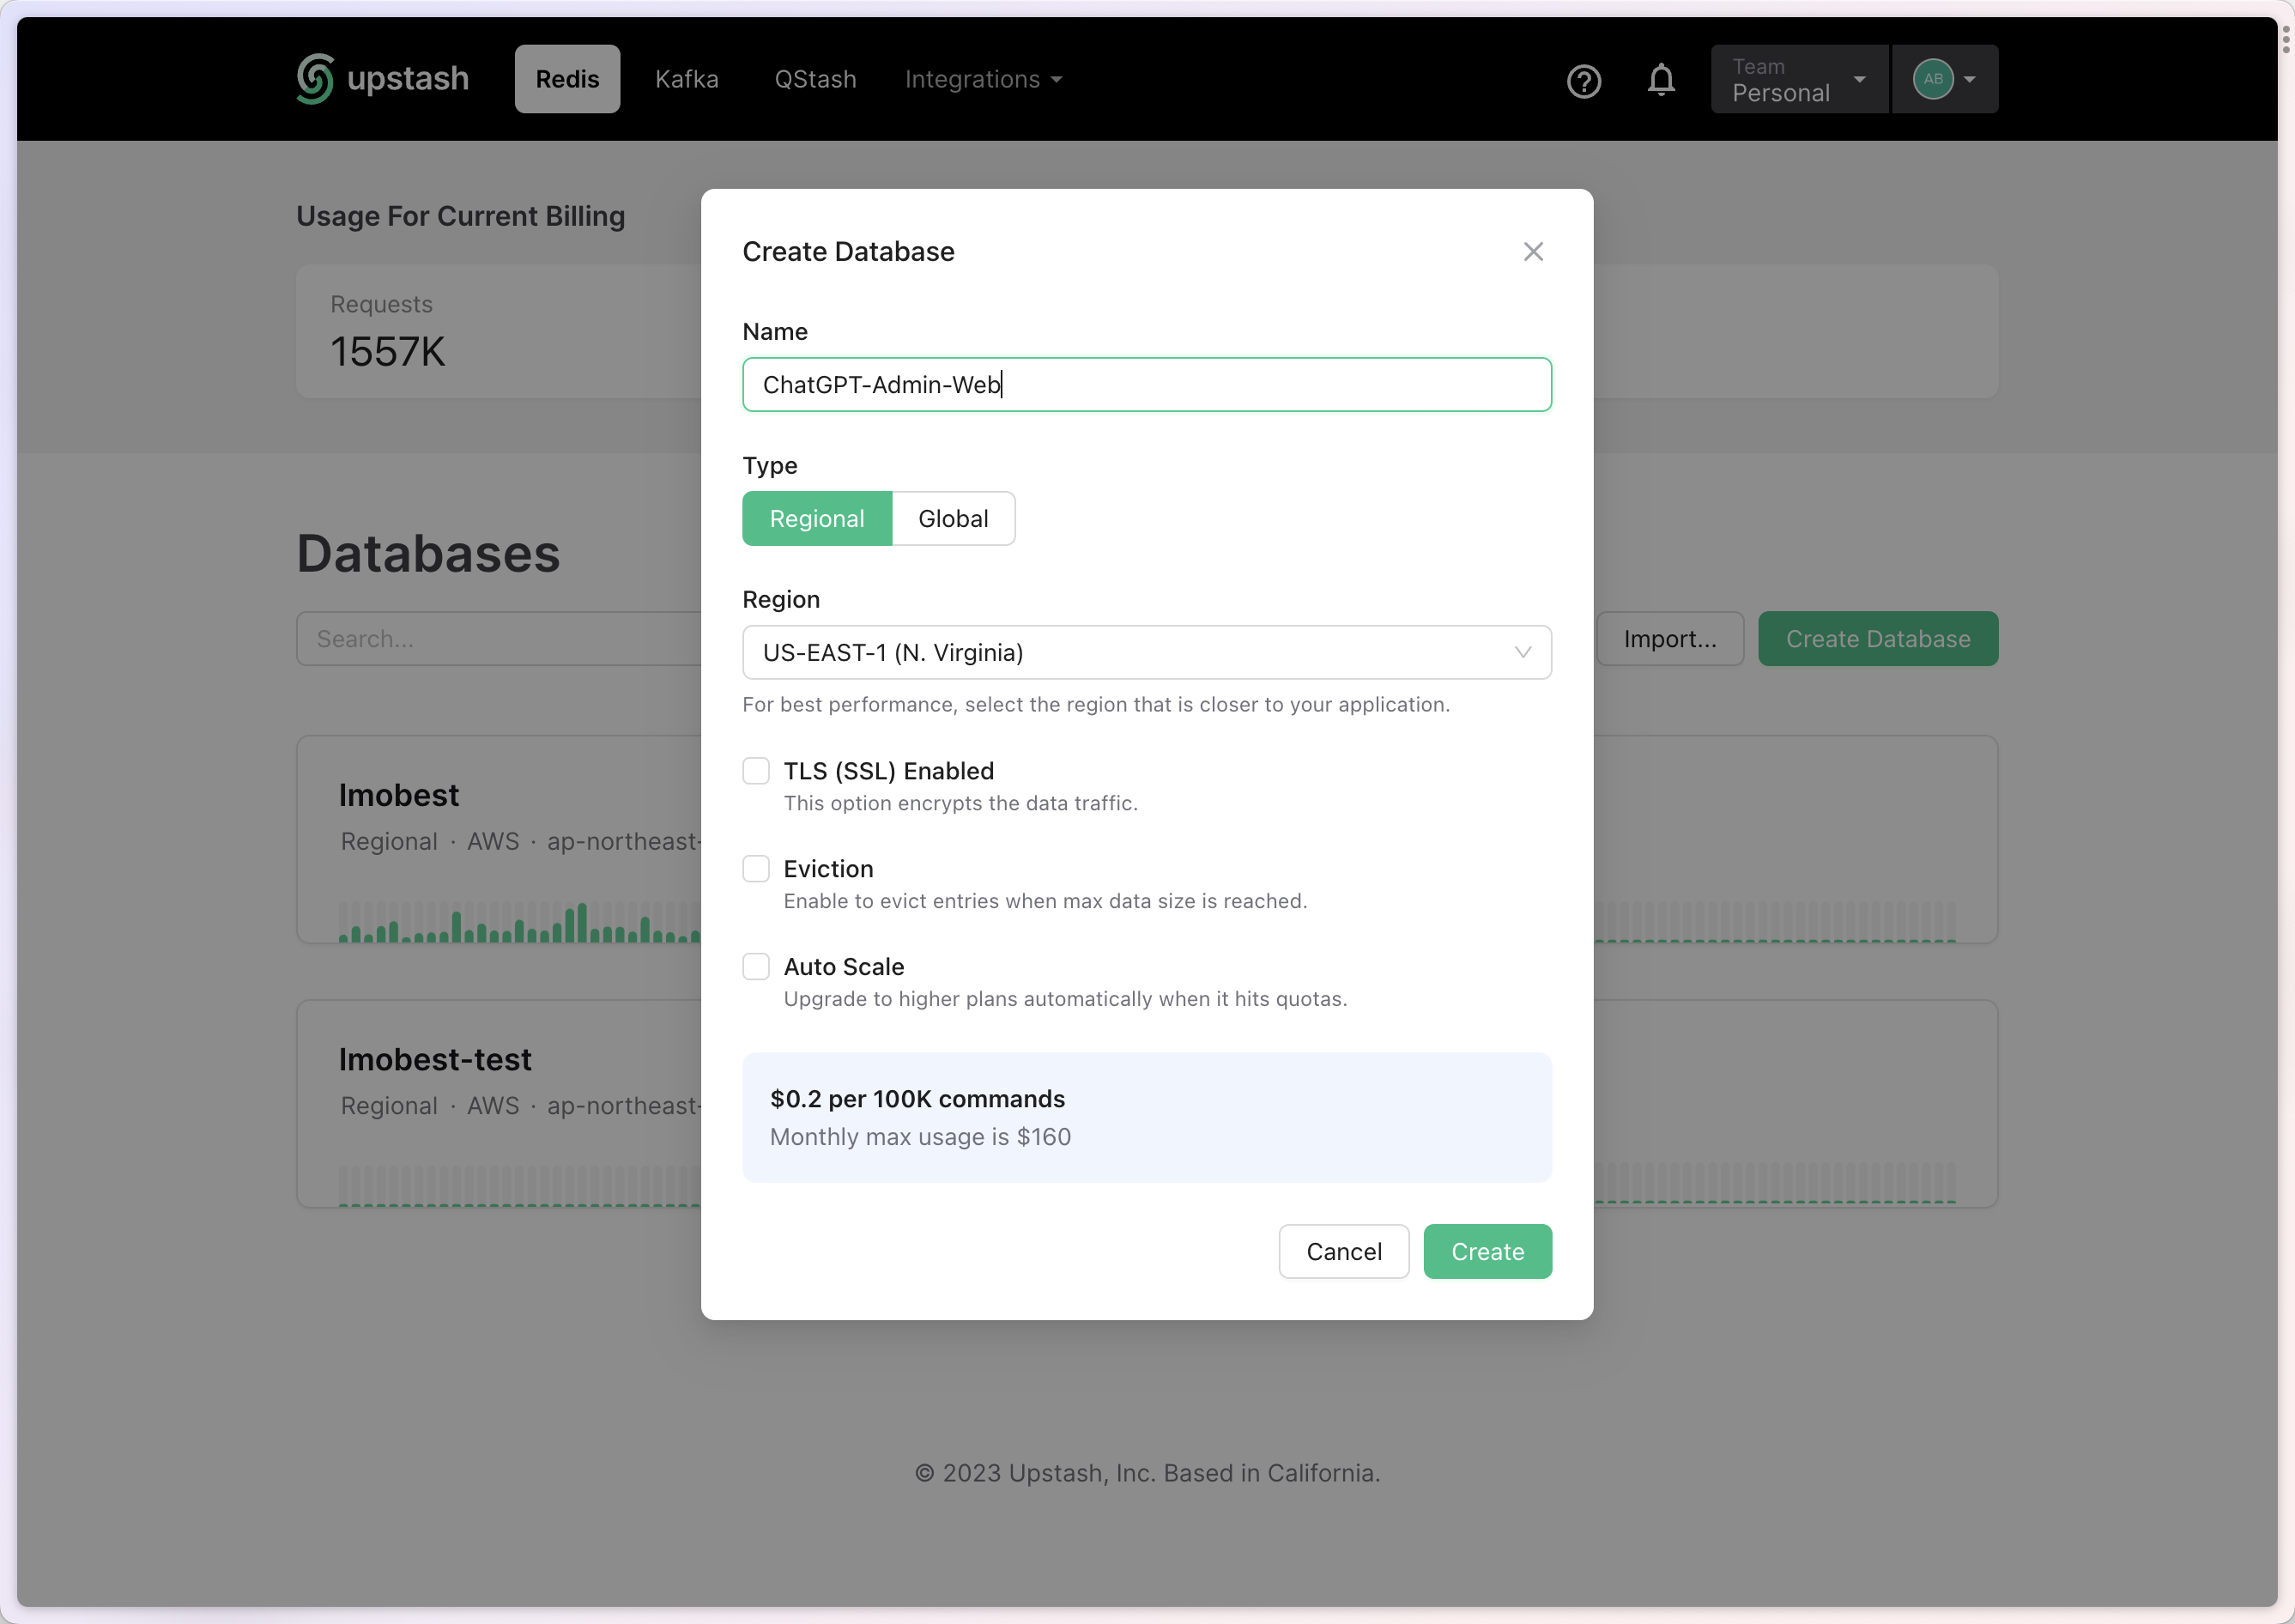 upstash
Redis
Kafka
QStash
Integrations
Team
Personal
AB
Usage For Current Billing
Requests
1557K
Databases
Search...
Import...
Create Database
Imobest
Regional · AWS · ap-northeast-
Imobest-test
Regional · AWS · ap-northeast-
Create Database
Name
ChatGPT-Admin-Web
Type
Regional
Global
Region
US-EAST-1 (N. Virginia)
For best performance, select the region that is closer to your application.
TLS (SSL) Enabled
This option encrypts the data traffic.
Eviction
Enable to evict entries when max data size is reached.
Auto Scale
Upgrade to higher plans automatically when it hits quotas.
$0.2 per 100K commands
Monthly max usage is $160
Cancel
Create
© 2023 Upstash, Inc. Based in California.